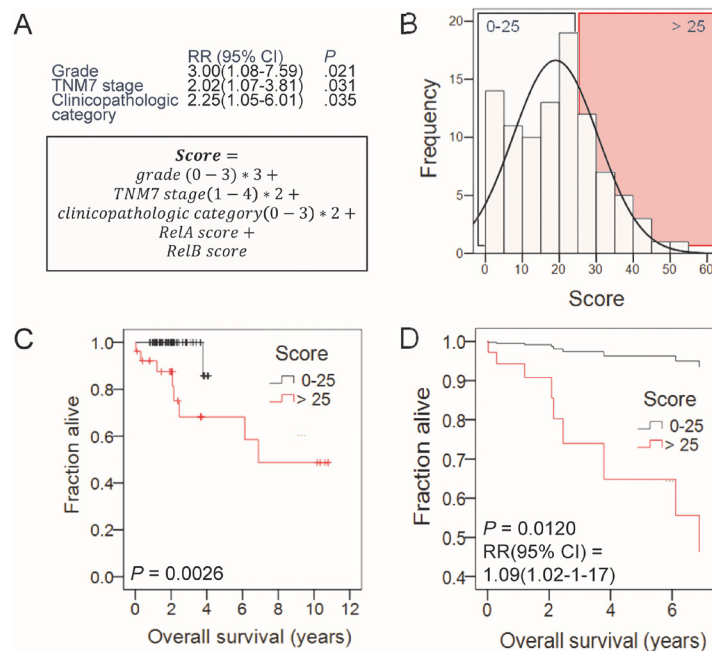 A
RR (95% CI) P
Grade 3.00(1.08-7.59) .021
TNM7 stage 2.02(1.07-3.81) .031
Clinicopathologic 2.25(1.05-6.01) .035
category
Score =
grade (0 − 3) * 3 +
TNM7 stage(1 − 4) * 2 +
clinicopathologic category(0 − 3) * 2 +
RelA score +
RelB score
B
0-25 > 25
20
15
10
5
0
Frequency
0 10 20 30 40 50 60
Score
C
1.0
0.8
0.6
0.4
0.2
0.0
Fraction alive
Score
0-25
> 25
P = 0.0026
0 2 4 6 8 10 12
Overall survival (years)
D
1.0
0.9
0.8
0.7
0.6
0.5
0.4
Fraction alive
Score
0-25
> 25
P = 0.0120
RR(95% CI) =
1.09(1.02-1-17)
0 2 4 6
Overall survival (years)